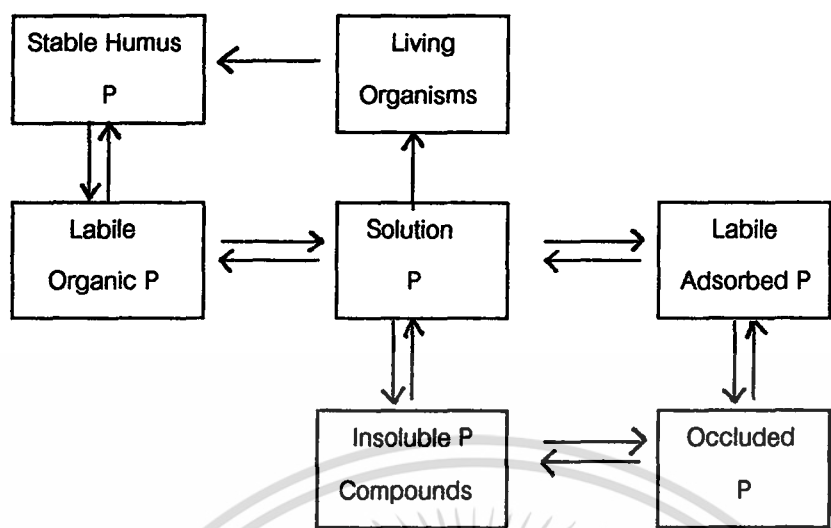 Stable Humus
P
Living
Organisms
Labile
Organic P
Solution
P
Labile
Adsorbed P
Insoluble P
Compounds
Occluded
P